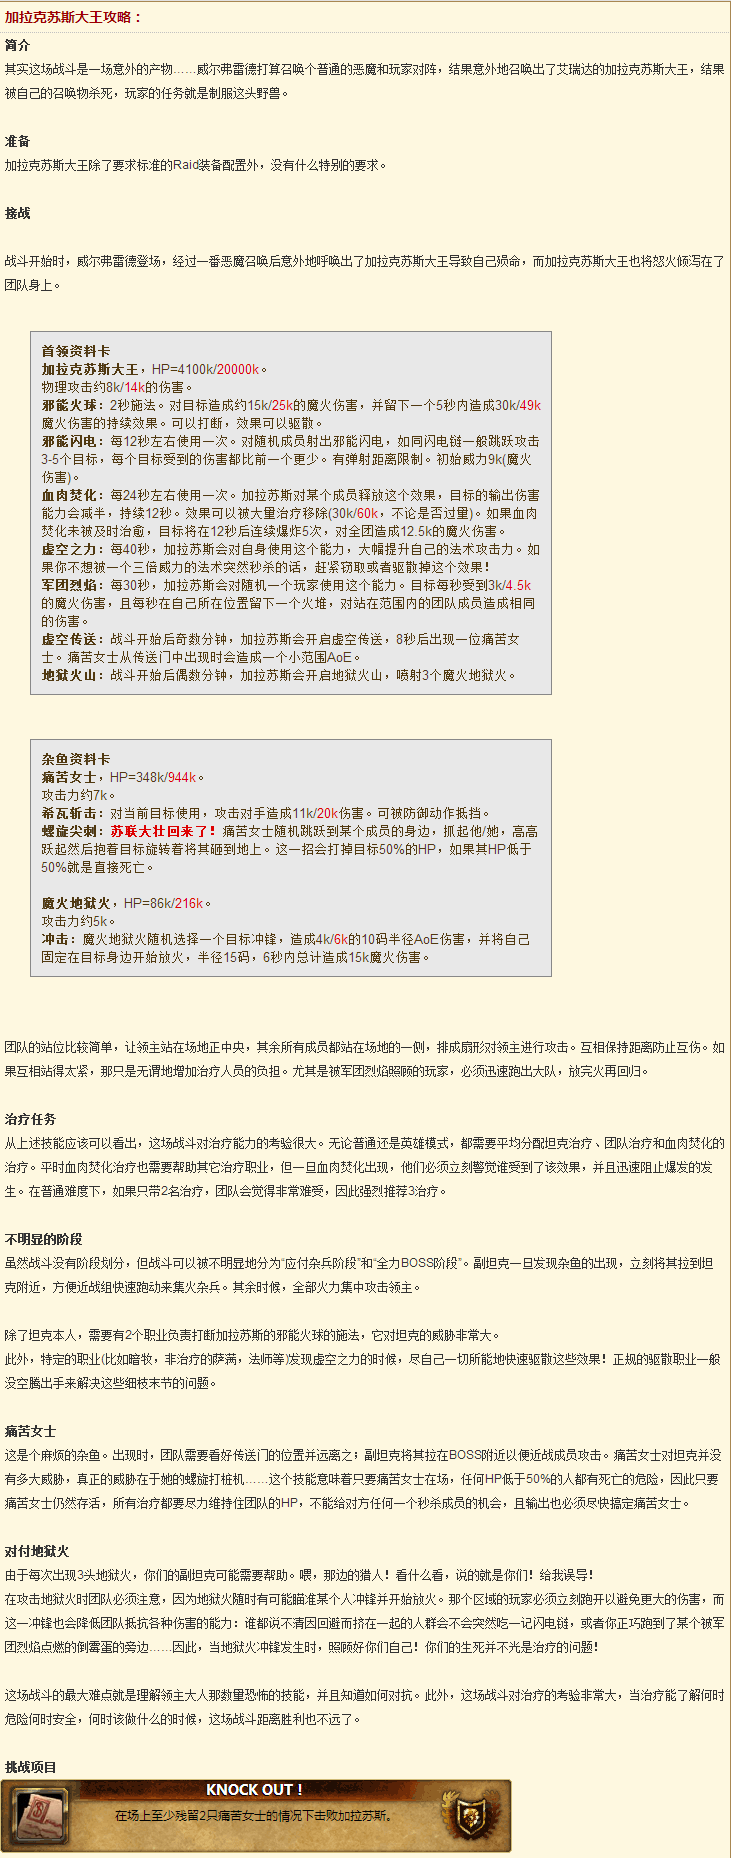 加拉克苏斯大王攻略：
简介
其实这场战斗是一场意外的产物……威尔弗雷德打算召唤个普通的恶魔和玩家对阵，结果意外地召唤出了艾瑞达的加拉克苏斯大王，结果
被自己的召唤物杀死，玩家的任务就是制服这头野兽。
准备
加拉克苏斯大王除了要求标准的Raid装备配置外，没有什么特别的要求。
接战
战斗开始时，威尔弗雷德登场，经过一番恶魔召唤后意外地呼唤出了加拉克苏斯大王导致自己殒命，而加拉克苏斯大王也将怒火倾泻在了
团队身上。
首领资料卡
加拉克苏斯大王，HP=4100k/20000k。
物理攻击约8k/14k的伤害。
邪能火球：2秒施法。对目标造成约15k/25k的魔火伤害，并留下一个5秒内造成30k/49k
魔火伤害的持续效果。可以打断，效果可以驱散。
邪能闪电：每12秒左右使用一次。对随机成员射出邪能闪电，如同闪电链一般跳跃攻击
3-5个目标，每个目标受到的伤害都比前一个更少。有弹射距离限制。初始威力9k(魔火
伤害)。
血肉焚化：每24秒左右使用一次。加拉苏斯对某个成员释放这个效果，目标的输出伤害
能力会减半，持续12秒。效果可以被大量治疗移除(30k/60k，不论是否过量)。如果血肉
焚化未被及时治愈，目标将在12秒后连续爆炸5次，对全团造成12.5k的魔火伤害。
虚空之力：每40秒，加拉苏斯会对自身使用这个能力，大幅提升自己的法术攻击力。如
果你不想被一个三倍威力的法术突然秒杀的话，赶紧窃取或者驱散掉这个效果！
军团烈焰：每30秒，加拉苏斯会对随机一个玩家使用这个能力。目标每秒受到3k/4.5k
的魔火伤害，且每秒在自己所在位置留下一个火堆，对站在范围内的团队成员造成相同
的伤害。
虚空传送：战斗开始后奇数分钟，加拉苏斯会开启虚空传送，8秒后出现一位痛苦女
士。痛苦女士从传送门中出现时会造成一个小范围AoE。
地狱火山：战斗开始后偶数分钟，加拉苏斯会开启地狱火山，喷射3个魔火地狱火。
杂鱼资料卡
痛苦女士，HP=348k/944k。
攻击力约7k。
希瓦斩击：对当前目标使用，攻击对手造成11k/20k伤害。可被防御动作抵挡。
螺旋尖刺：苏联大壮回来了！痛苦女士随机跳跃到某个成员的身边，抓起他/她，高高
跃起然后抱着目标旋转着将其砸到地上。这一招会打掉目标50%的HP，如果其HP低于
50%就是直接死亡。
魔火地狱火，HP=86k/216k。
攻击力约5k。
冲击：魔火地狱火随机选择一个目标冲锋，造成4k/6k的10码半径AoE伤害，并将自己
固定在目标身边开始放火，半径15码，6秒内总计造成15k魔火伤害。
团队的站位比较简单，让领主站在场地正中央，其余所有成员都站在场地的一侧，排成扇形对领主进行攻击。互相保持距离防止互伤。如
果互相站得太紧，那只是无谓地增加治疗人员的负担。尤其是被军团烈焰照顾的玩家，必须迅速跑出大队，放完火再回归。
治疗任务
从上述技能应该可以看出，这场战斗对治疗能力的考验很大。无论普通还是英雄模式，都需要平均分配坦克治疗、团队治疗和血肉焚化的
治疗。平时血肉焚化治疗也需要帮助其它治疗职业，但一旦血肉焚化出现，他们必须立刻警觉谁受到了该效果，并且迅速阻止爆发的发
生。在普通难度下，如果只带2名治疗，团队会觉得非常难受，因此强烈推荐3治疗。
不明显的阶段
虽然战斗没有阶段划分，但战斗可以被不明显地分为“应付杂兵阶段”和“全力BOSS阶段”。副坦克一旦发现杂鱼的出现，立刻将其拉到坦
克附近，方便近战组快速跑动来集火杂兵。其余时候，全部火力集中攻击领主。
除了坦克本人，需要有2个职业负责打断加拉苏斯的邪能火球的施法，它对坦克的威胁非常大。
此外，特定的职业(比如暗牧，非治疗的萨满，法师等)发现虚空之力的时候，尽自己一切所能地快速驱散这些效果！正规的驱散职业一般
没空腾出手来解决这些细枝末节的问题。
痛苦女士
这是个麻烦的杂鱼。出现时，团队需要看好传送门的位置并远离之；副坦克将其拉在BOSS附近以便近战成员攻击。痛苦女士对坦克并没
有多大威胁，真正的威胁在于她的螺旋打桩机……这个技能意味着只要痛苦女士在场，任何HP低于50%的人都有死亡的危险，因此只要
痛苦女士仍然存活，所有治疗都要尽力维持住团队的HP，不能给对方任何一个秒杀成员的机会，且输出也必须尽快搞定痛苦女士。
对付地狱火
由于每次出现3头地狱火，你们的副坦克可能需要帮助。喂，那边的猎人！看什么看，说的就是你们！给我误导！
在攻击地狱火时团队必须注意，因为地狱火随时有可能瞄准某个人冲锋并开始放火。那个区域的玩家必须立刻跑开以避免更大的伤害，而
这一冲锋也会降低团队抵抗各种伤害的能力：谁都说不清因回避而挤在一起的人群会不会突然吃一记闪电链，或者你正巧跑到了某个被军
团烈焰点燃的倒霉蛋的旁边……因此，当地狱火冲锋发生时，照顾好你们自己！你们的生死并不光是治疗的问题！
这场战斗的最大难点就是理解领主大人那数量恐怖的技能，并且知道如何对抗。此外，这场战斗对治疗的考验非常大，当治疗能了解何时
危险何时安全，何时该做什么的时候，这场战斗距离胜利也不远了。
挑战项目
KNOCK OUT！
在场上至少残留2只痛苦女士的情况下击败加拉苏斯。